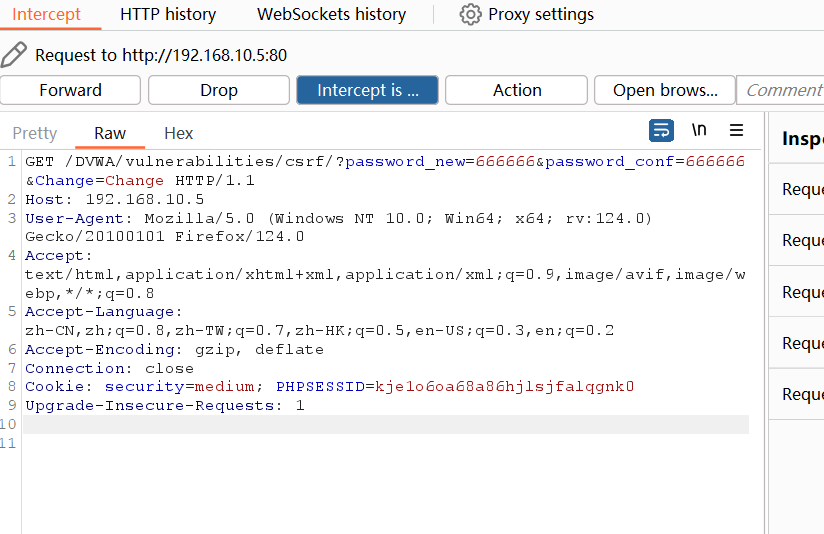 Intercept HTTP history WebSockets history Proxy settings
Request to http://192.168.10.5:80
Forward Drop Intercept is ... Action Open brows... Comment
Pretty Raw Hex \n
Inspe
1 GET /DVWA/vulnerabilities/csrf/?password_new=666666&password_conf=666666
&Change=Change HTTP/1.1
2 Host: 192.168.10.5
3 User-Agent: Mozilla/5.0 (Windows NT 10.0; Win64; x64; rv:124.0)
Gecko/20100101 Firefox/124.0
4 Accept:
text/html,application/xhtml+xml,application/xml;q=0.9,image/avif,image/w
ebp,*/*;q=0.8
5 Accept-Language:
zh-CN,zh;q=0.8,zh-TW;q=0.7,zh-HK;q=0.5,en-US;q=0.3,en;q=0.2
6 Accept-Encoding: gzip, deflate
7 Connection: close
8 Cookie: security=medium; PHPSESSID=kje1o6oa68a86hjlsjfalqgnk0
9 Upgrade-Insecure-Requests: 1
10
11
Reque
Reque
Reque
Reque
Reque